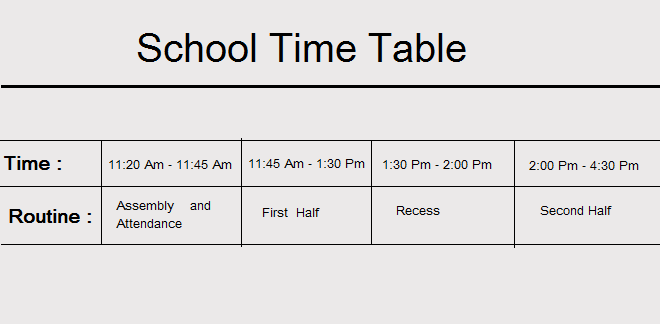 School Time Table
Time : 11:20 Am - 11:45 Am 11:45 Am - 1:30 Pm 1:30 Pm - 2:00 Pm 2:00 Pm - 4:30 Pm
Routine : Assembly and Attendance First Half Recess Second Half